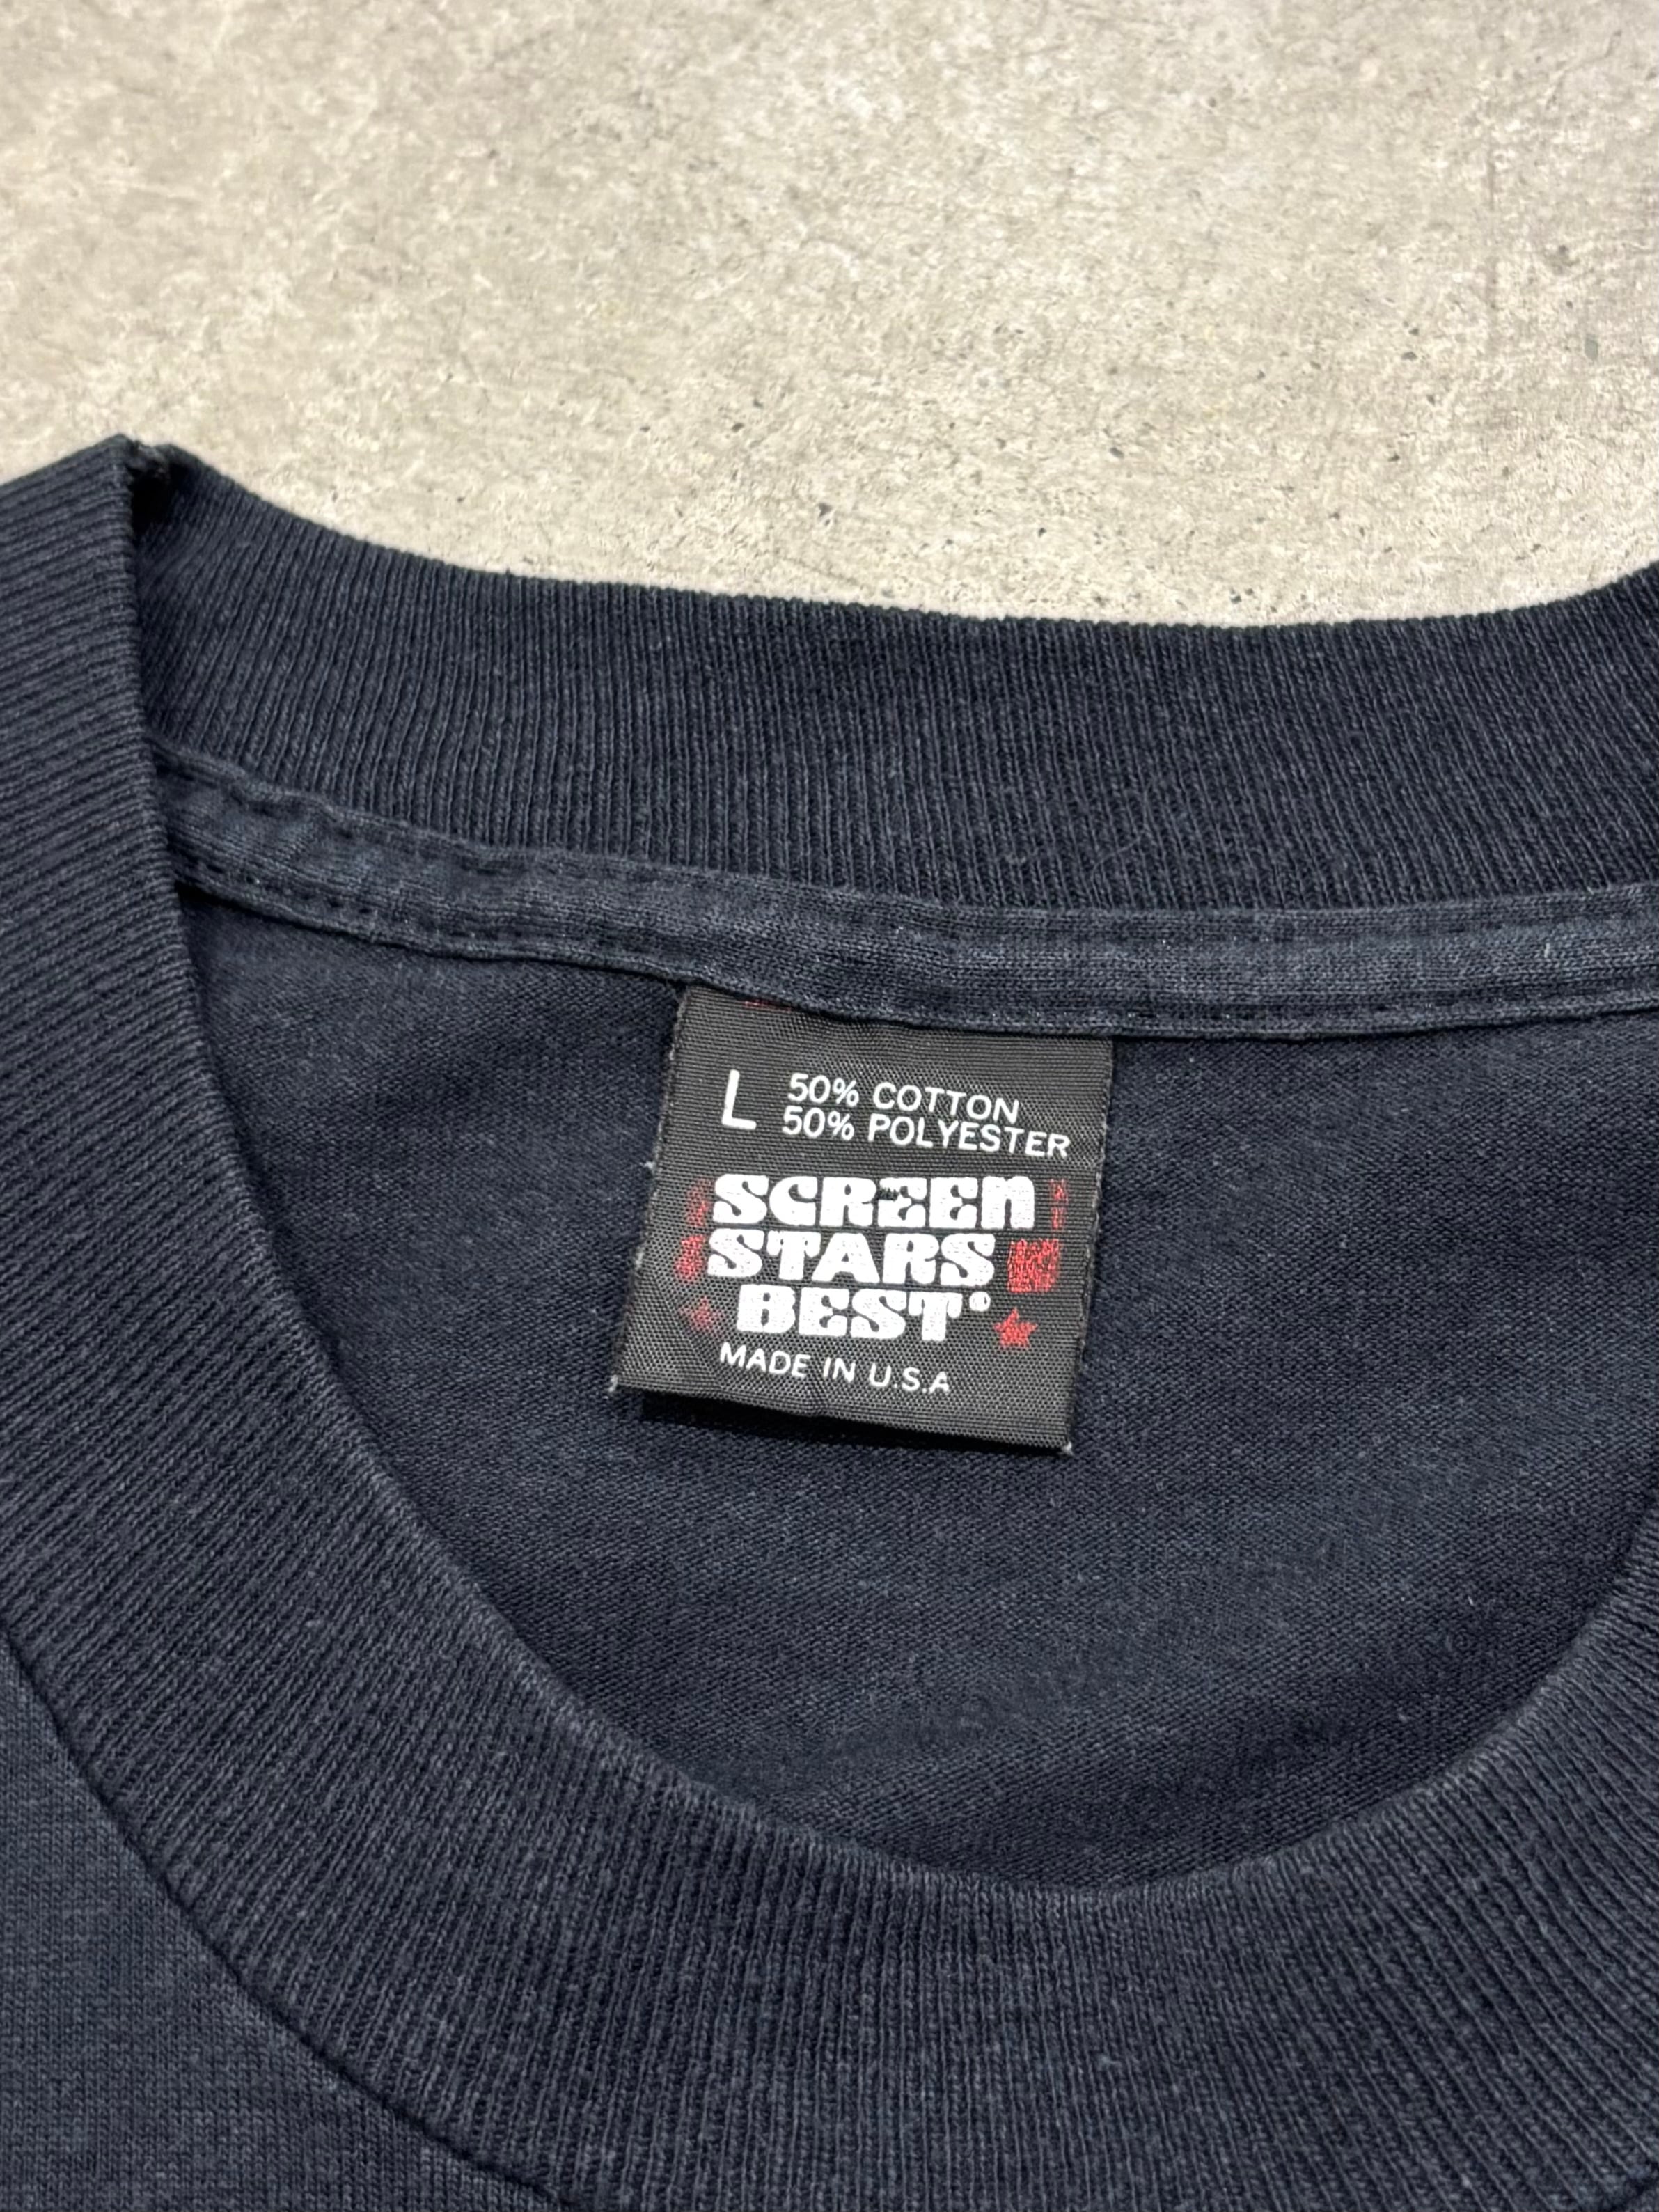 L 50% COTTON
50% POLYESTER
SCREEN
STARS
BEST®
MADE IN U.S.A